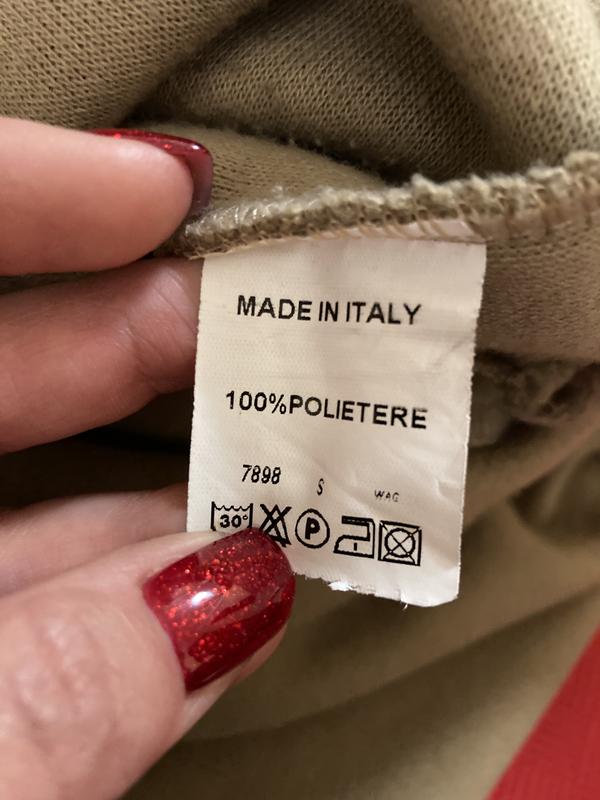 MADE IN ITALY
100%POLIETERE
7898 S WAG
30° P